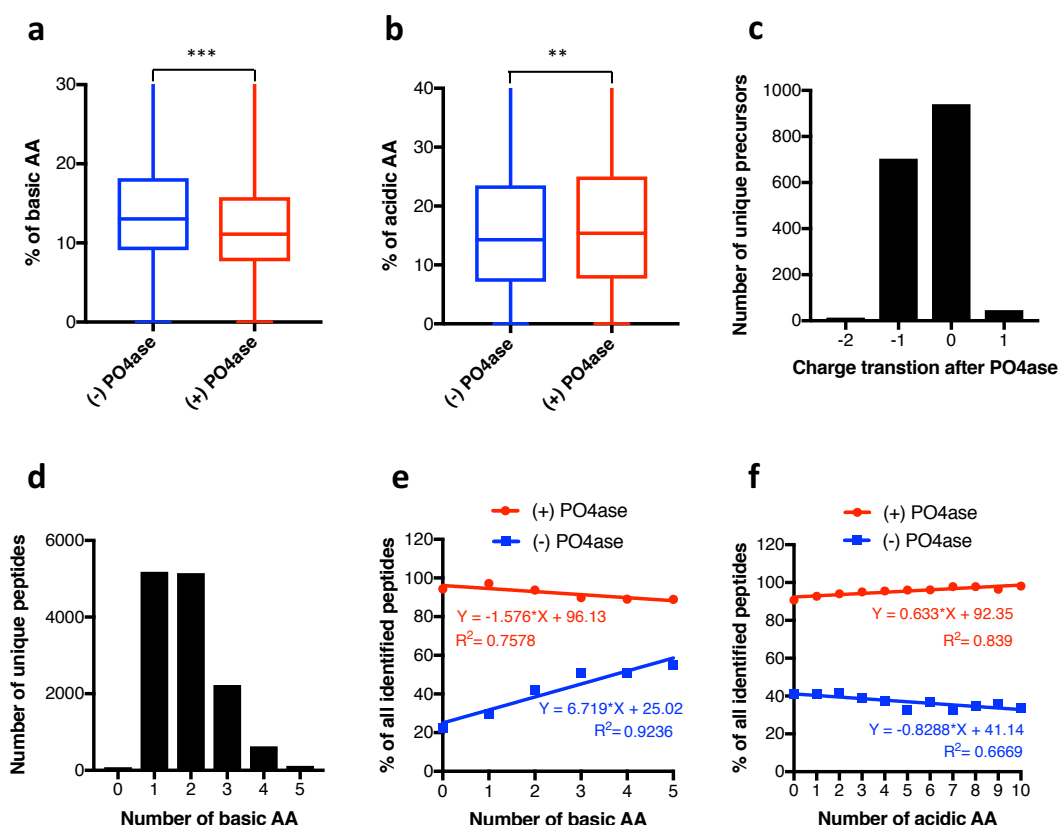 a
***
% of basic AA
30
20
10
0
(-) PO4ase
(+) PO4ase
b
**
% of acidic AA
40
30
20
10
0
(-) PO4ase
(+) PO4ase
c
Number of unique precursors
1000
800
600
400
200
0
-2 -1 0 1
Charge transtion after PO4ase
d
Number of unique peptides
6000
4000
2000
0
0 1 2 3 4 5
Number of basic AA
e
(+) PO4ase
(-) PO4ase
% of all identified peptides
120
100
80
60
40
20
0
Y = -1.576*X + 96.13
R²= 0.7578
Y = 6.719*X + 25.02
R²= 0.9236
0 1 2 3 4 5
Number of basic AA
f
(+) PO4ase
(-) PO4ase
% of all identified peptides
120
100
80
60
40
20
0
Y = 0.633*X + 92.35
R²= 0.839
Y = -0.8288*X + 41.14
R²= 0.6669
0 1 2 3 4 5 6 7 8 9 10
Number of acidic AA